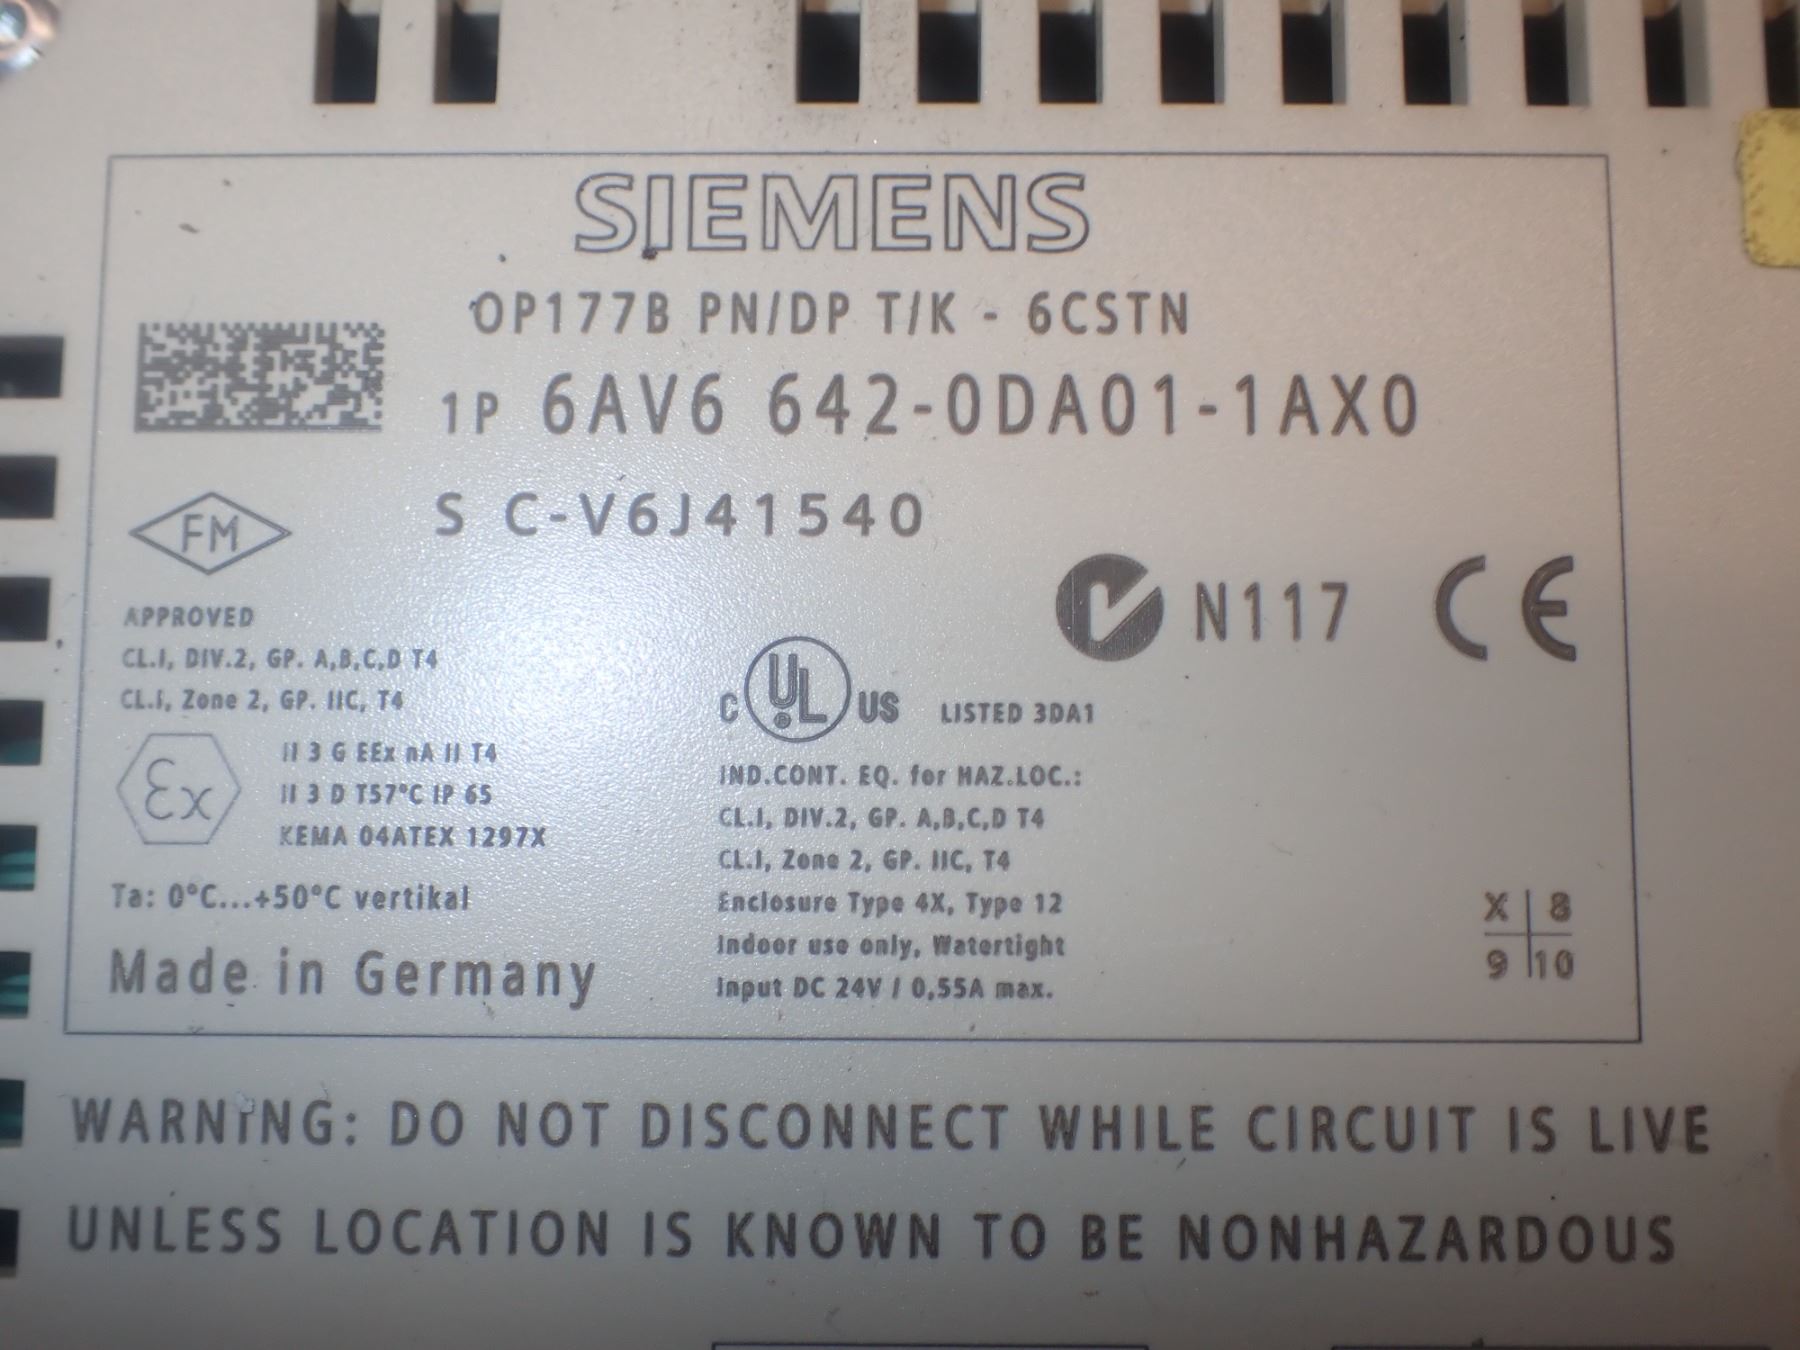 SIEMENS
OP177B PN/DP T/K - 6CSTN
1P 6AV6 642-0DA01-1AX0
S C-V6J41540
FM
APPROVED
CL.I, DIV.2, GP. A,B,C,D T4
CL.I, Zone 2, GP. IIC, T4
N117 CE
C UL ® US LISTED 3DA1
Ex
II 3 G EEx nA II T4
II 3 D T57°C IP 65
KEMA 04ATEX 1297X
IND.CONT. EQ. for HAZ.LOC.:
CL.I, DIV.2, GP. A,B,C,D T4
CL.I, Zone 2, GP. IIC, T4
Enclosure Type 4X, Type 12
Indoor use only, Watertight
Input DC 24V / 0,55A max.
Ta: 0°C...+50°C vertikal
Made in Germany
X 8
9 10
WARNING: DO NOT DISCONNECT WHILE CIRCUIT IS LIVE
UNLESS LOCATION IS KNOWN TO BE NONHAZARDOUS